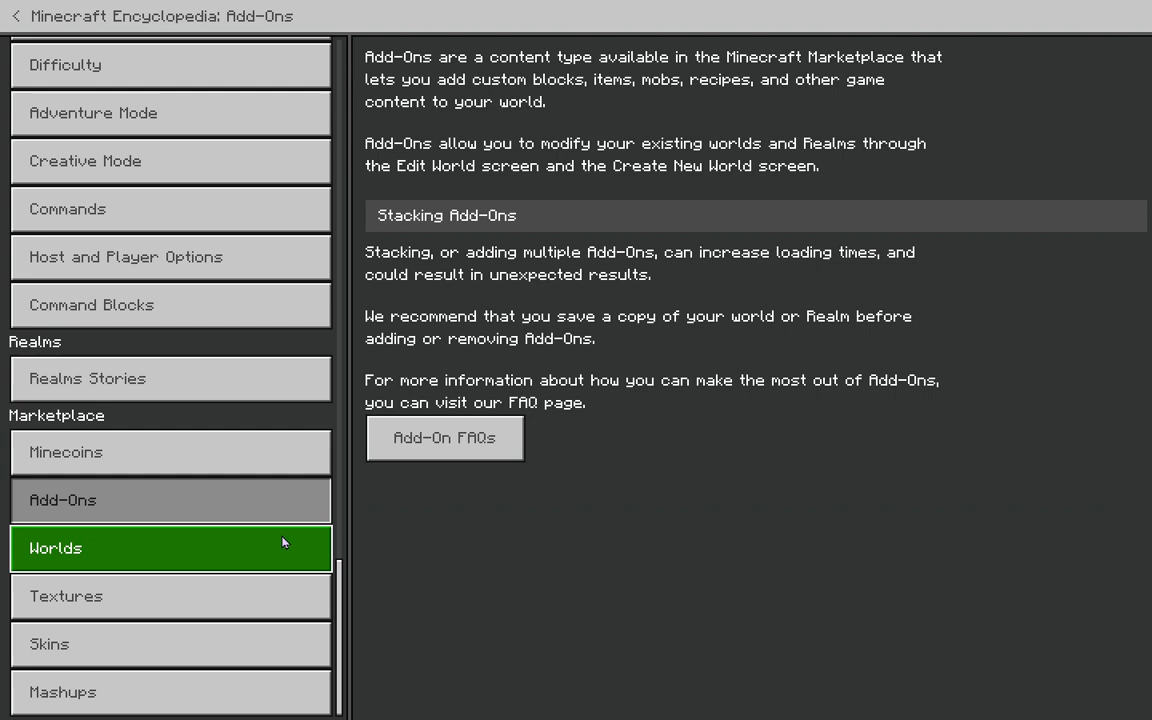 Minecraft Encyclopedia: Add-Ons
Difficulty
Adventure Mode
Creative Mode
Commands
Host and Player Options
Command Blocks
Realms
Realms Stories
Marketplace
Minecoins
Add-Ons
Worlds
Textures
Skins
Mashups
Add-Ons are a content type available in the Minecraft Marketplace that
lets you add custom blocks, items, mobs, recipes, and other game
content to your world.
Add-Ons allow you to modify your existing worlds and Realms through
the Edit World screen and the Create New World screen.
Stacking Add-Ons
Stacking, or adding multiple Add-Ons, can increase loading times, and
could result in unexpected results.
We recommend that you save a copy of your world or Realm before
adding or removing Add-Ons.
For more information about how you can make the most out of Add-Ons,
you can visit our FAQ page.
Add-On FAQs